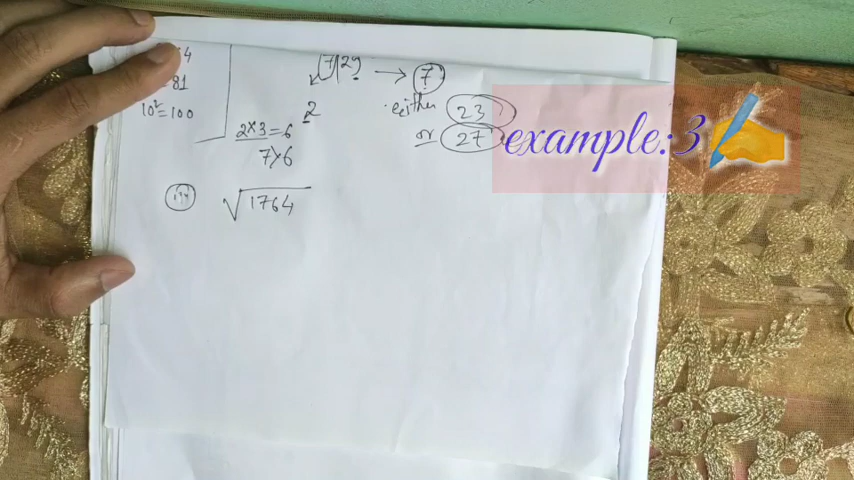 4
=81
10²=100
7|29 → 7
either 23
or 27
2
2×3=6
7>6
√1764
example:3